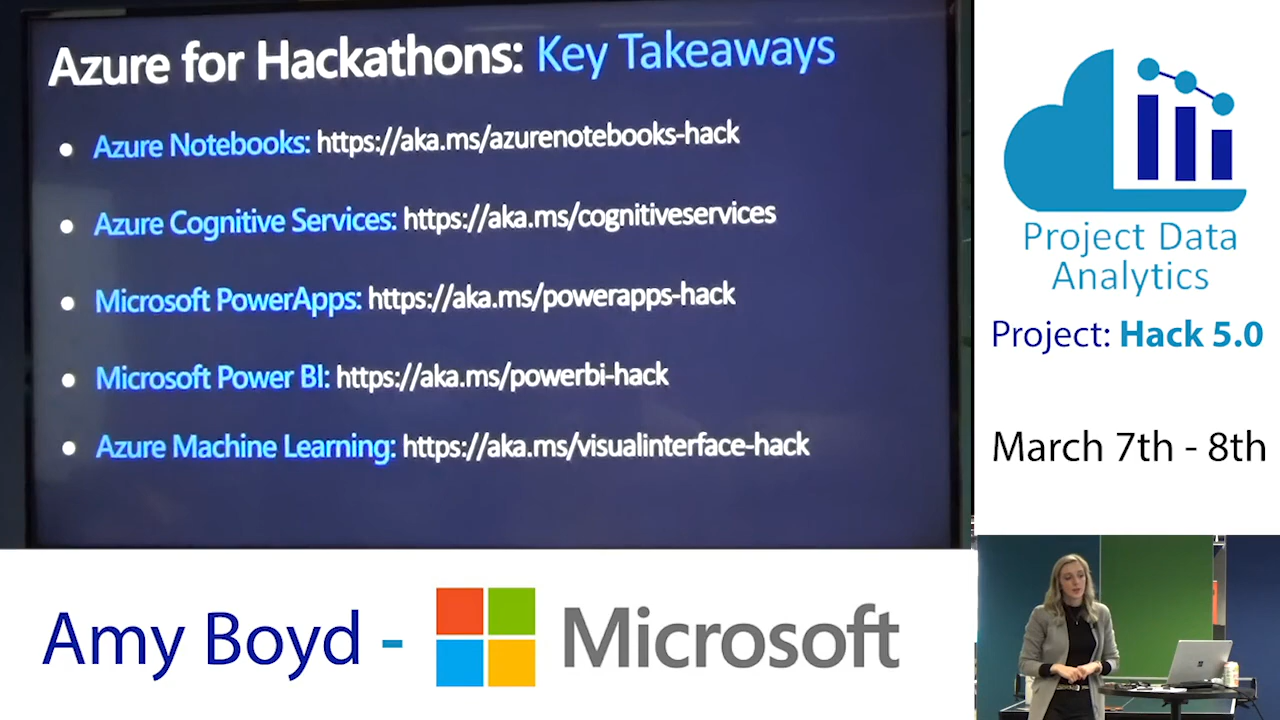 Azure for Hackathons: Key Takeaways
• Azure Notebooks: https://aka.ms/azurenotebooks-hack
• Azure Cognitive Services: https://aka.ms/cognitiveservices
• Microsoft PowerApps: https://aka.ms/powerapps-hack
• Microsoft Power BI: https://aka.ms/powerbi-hack
• Azure Machine Learning: https://aka.ms/visualinterface-hack
Project Data
Analytics
Project: Hack 5.0
March 7th - 8th
Amy Boyd - Microsoft